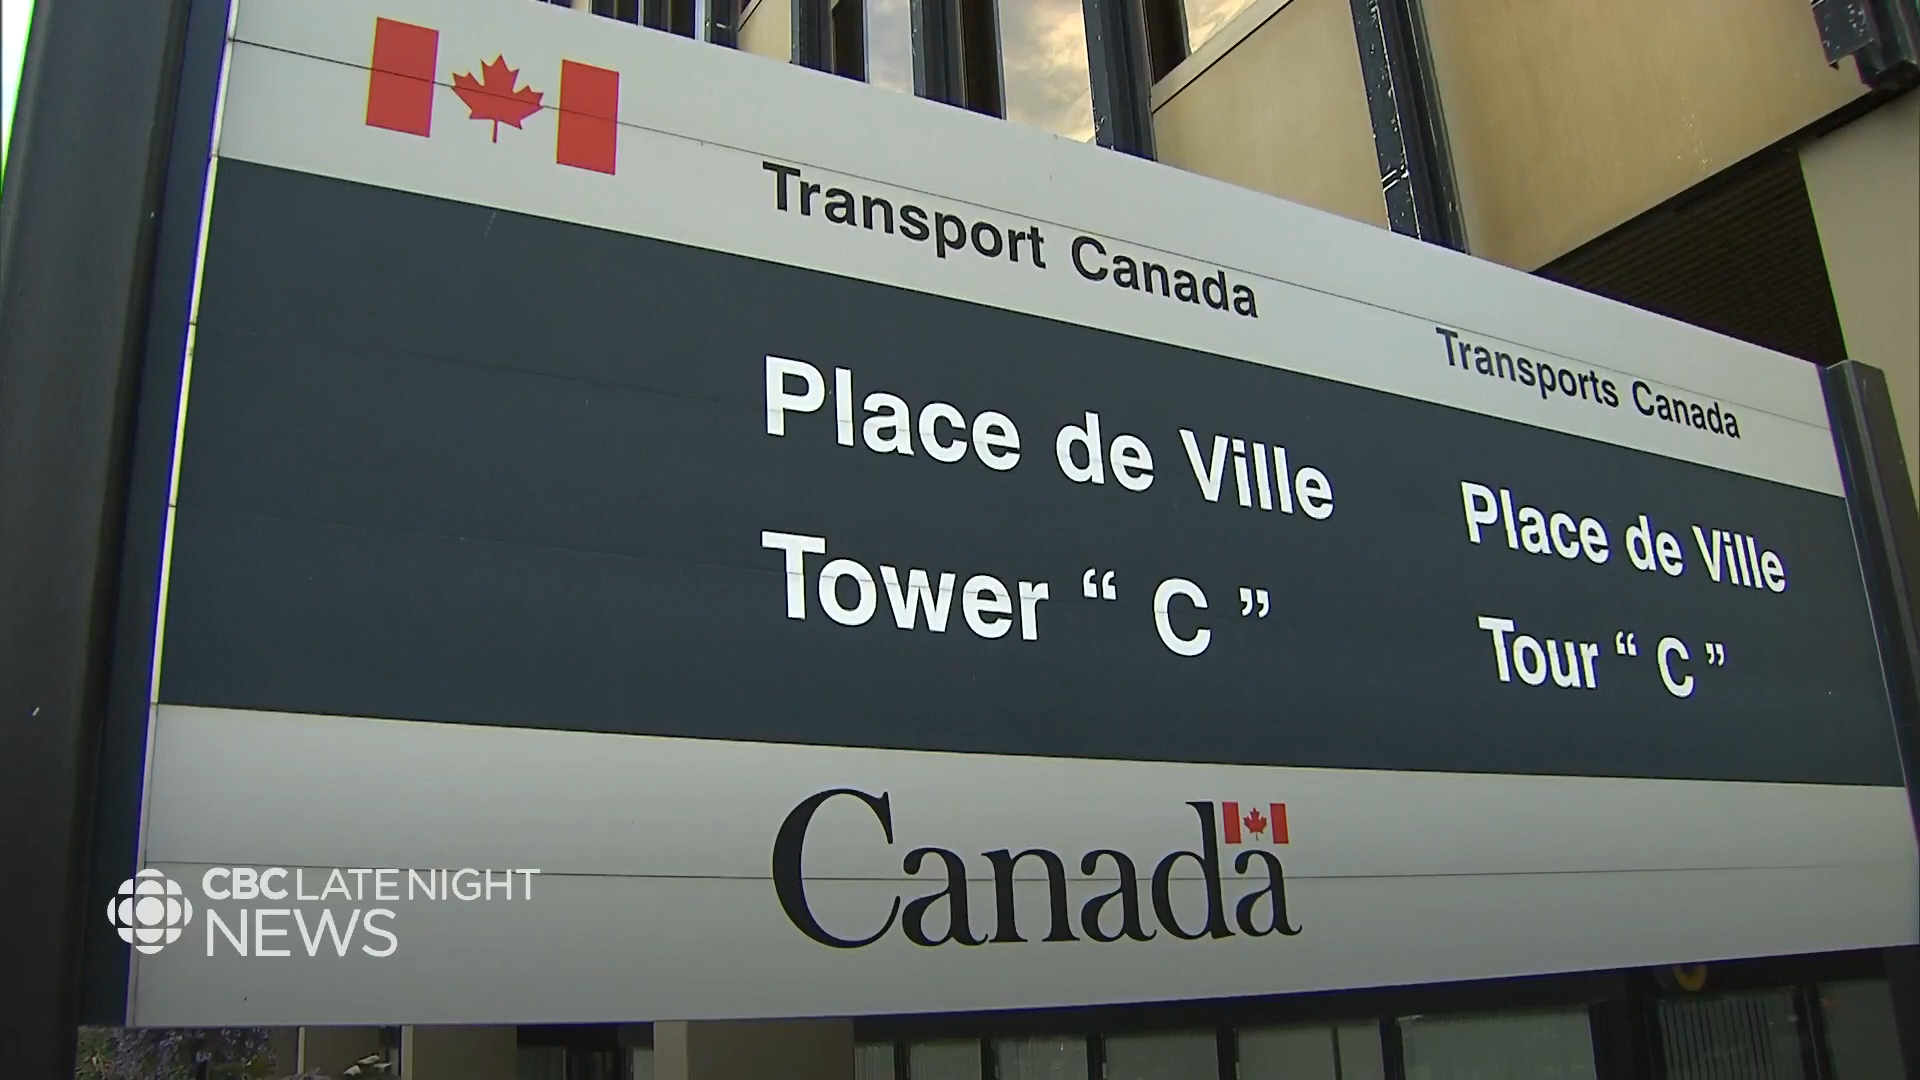 Transport Canada
Transports Canada
Place de Ville
Tower “ C ”
Place de Ville
Tour “ C ”
Canada
CBC LATE NIGHT
NEWS